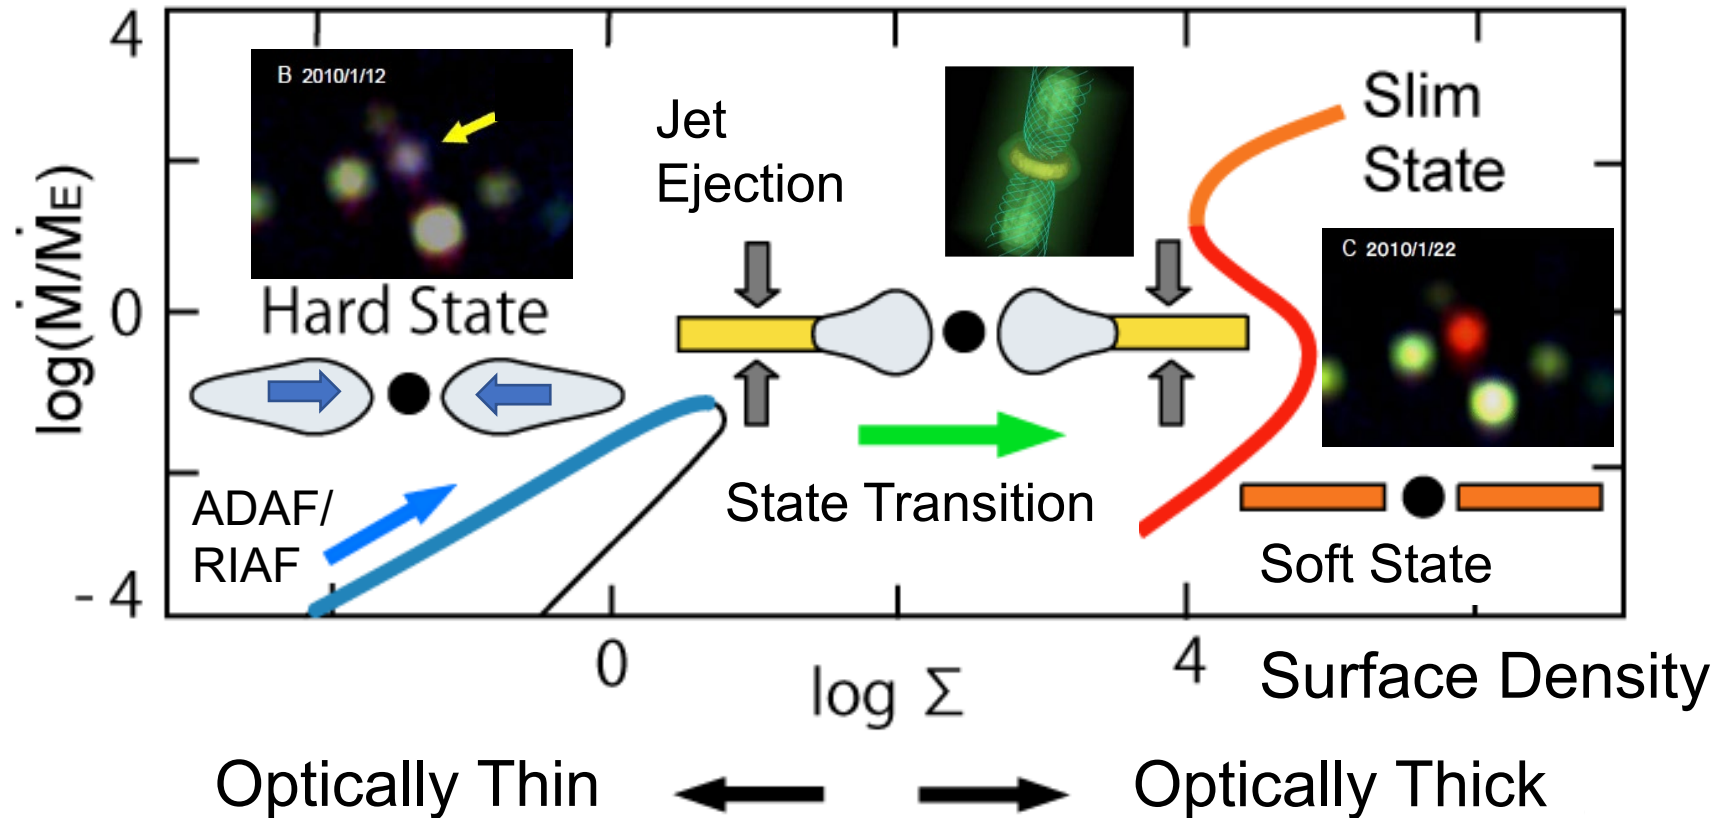 4
B 2010/1/12
Jet
Ejection
Slim
State
C 2010/1/22
log(Ṁ/ṀE)
0
Hard State
ADAF/
RIAF
State Transition
Soft State
- 4
0
4
log Σ
Surface Density
Optically Thin
Optically Thick